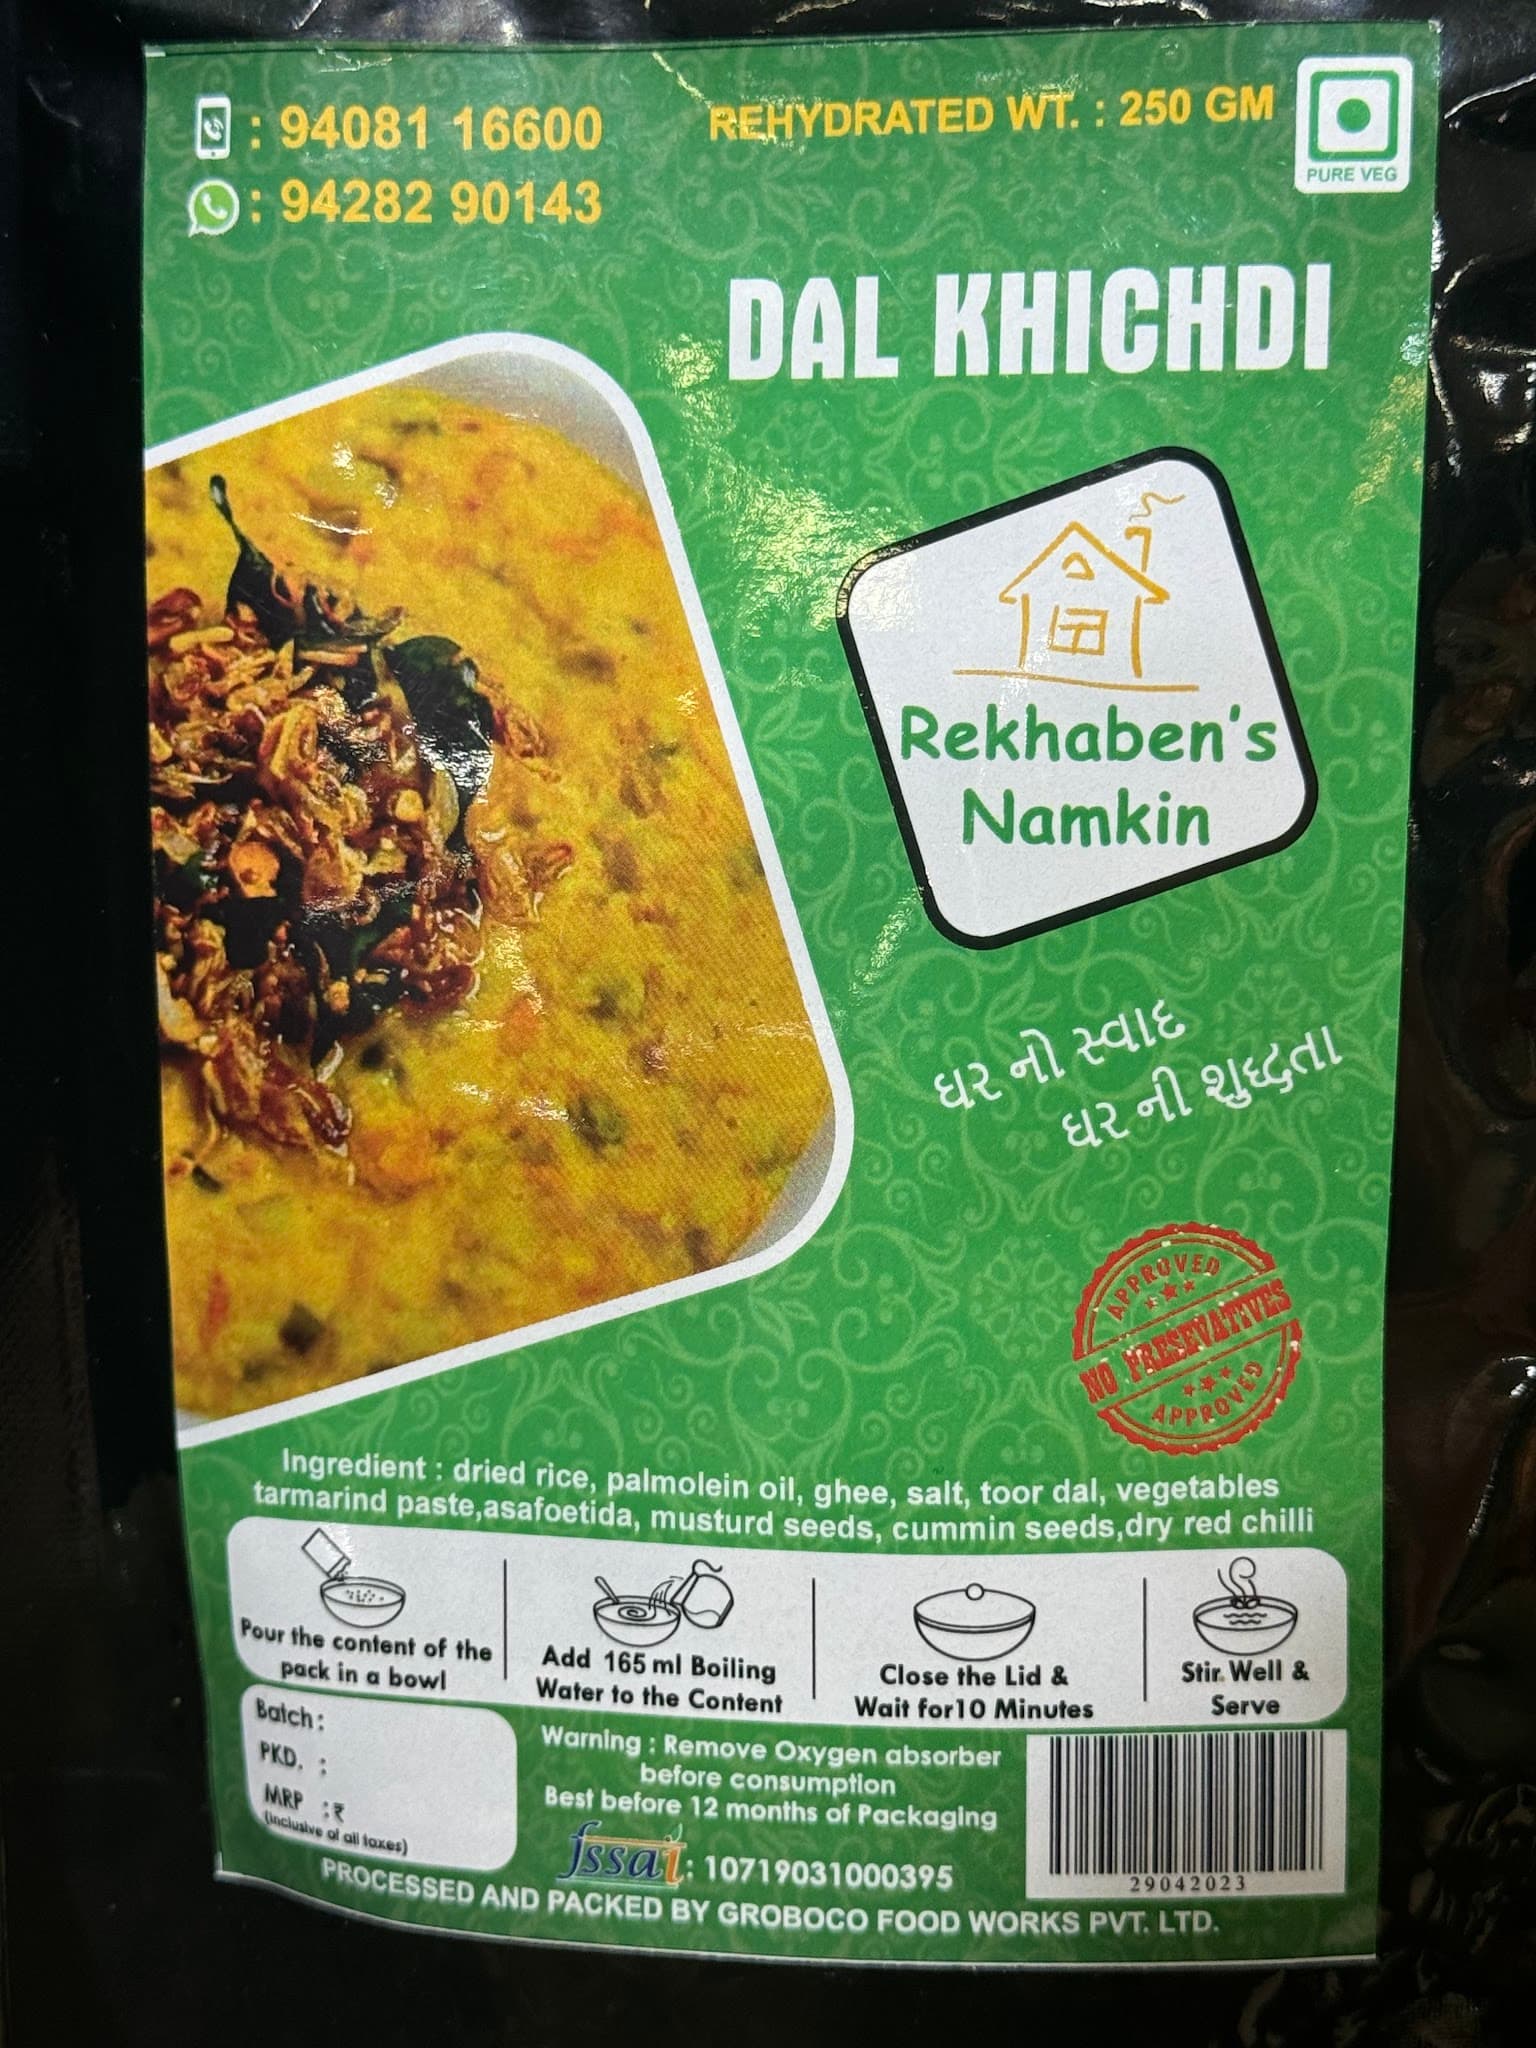 : 94081 16600
: 94282 90143
REHYDRATED WT. : 250 GM
PURE VEG
DAL KHICHDI
Rekhaben's
Namkin
ઘર નો સ્વાદ
ઘર ની શુદ્ધતા
APPROVED
NO PRESEVATIVES
APPROVED
Ingredient : dried rice, palmolein oil, ghee, salt, toor dal, vegetables
tarmarind paste,asafoetida, musturd seeds, cummin seeds,dry red chilli
Pour the content of the
pack in a bowl
Add 165 ml Boiling
Water to the Content
Close the Lid &
Wait for10 Minutes
Stir Well &
Serve
Batch :
PKD. :
MRP : ₹
(inclusive of all taxes)
Warning : Remove Oxygen absorber
before consumption
Best before 12 months of Packaging
fssai : 10719031000395
29042023
PROCESSED AND PACKED BY GROBOCO FOOD WORKS PVT. LTD.